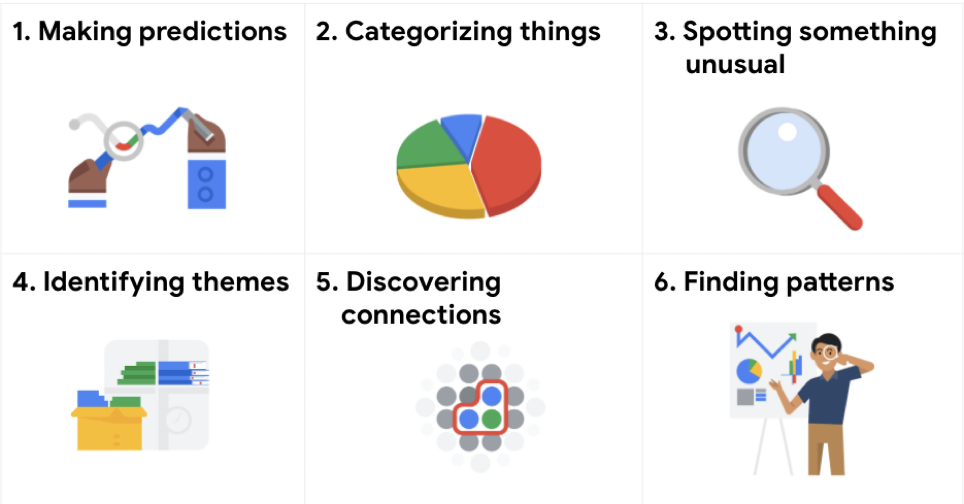 1. Making predictions
2. Categorizing things
3. Spotting something
unusual
4. Identifying themes
5. Discovering
connections
6. Finding patterns